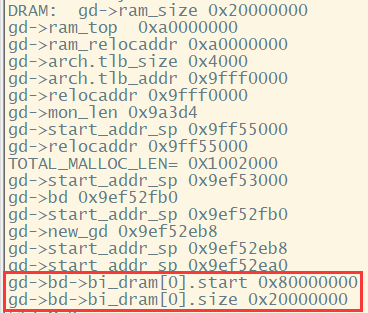 DRAM:  gd->ram_size 0x20000000
gd->ram_top  0xa0000000
gd->ram_relocaddr 0xa0000000
gd->arch.tlb_size 0x4000
gd->arch.tlb_addr 0x9fff0000
gd->relocaddr 0x9fff0000
gd->mon_len 0x9a3d4
gd->start_addr_sp 0x9ff55000
gd->relocaddr 0x9ff55000
TOTAL_MALLOC_LEN= 0X1002000
gd->start_addr_sp 0x9ef53000
gd->bd 0x9ef52fb0
gd->start_addr_sp 0x9ef52fb0
gd->new_gd 0x9ef52eb8
gd->start_addr_sp 0x9ef52eb8
gd->start_addr_sp 0x9ef52ea0
gd->bd->bi_dram[0].start 0x80000000
gd->bd->bi_dram[0].size 0x20000000